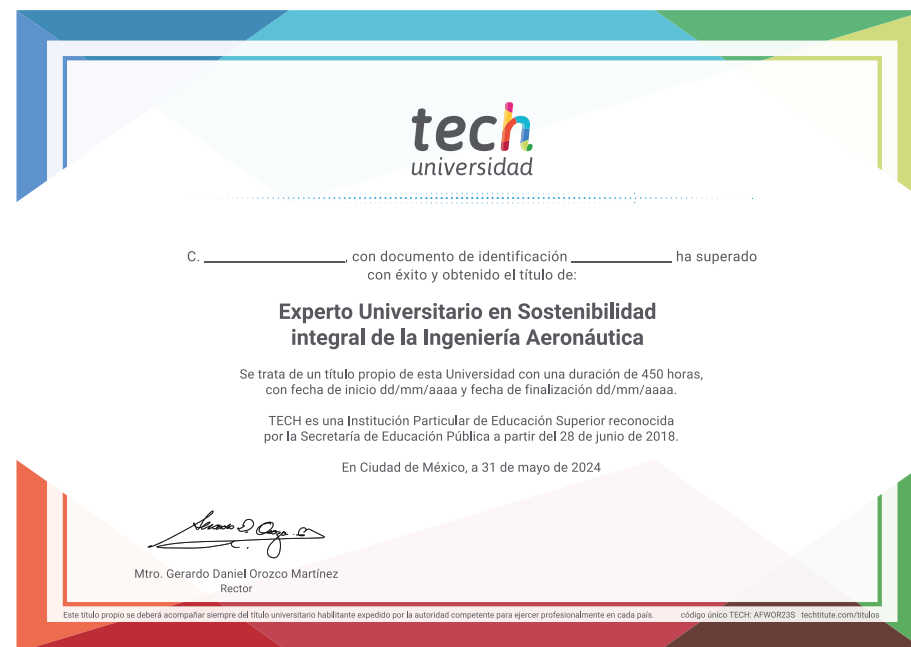 tech
universidad
C. ________________, con documento de identificación ____________ ha superado
con éxito y obtenido el título de:
Experto Universitario en Sostenibilidad
integral de la Ingeniería Aeronáutica
Se trata de un título propio de esta Universidad con una duración de 450 horas,
con fecha de inicio dd/mm/aaaa y fecha de finalización dd/mm/aaaa.
TECH es una Institución Particular de Educación Superior reconocida
por la Secretaría de Educación Pública a partir del 28 de junio de 2018.
En Ciudad de México, a 31 de mayo de 2024
Mtro. Gerardo Daniel Orozco Martínez
Rector
Este título propio se deberá acompañar siempre del título universitario habilitante expedido por la autoridad competente para ejercer profesionalmente en cada país. código único TECH: AFWOR23S techtitute.com/titulos